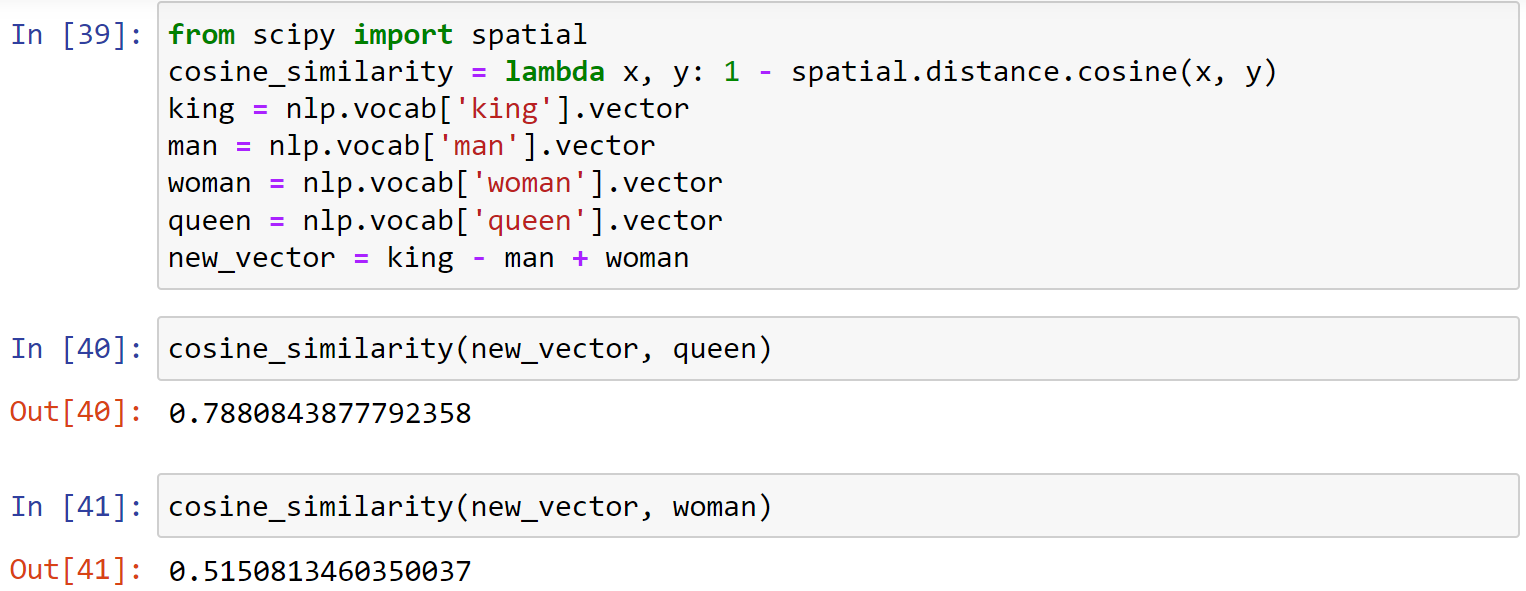 In [39]: from scipy import spatial
cosine_similarity = lambda x, y: 1 - spatial.distance.cosine(x, y)
king = nlp.vocab['king'].vector
man = nlp.vocab['man'].vector
woman = nlp.vocab['woman'].vector
queen = nlp.vocab['queen'].vector
new_vector = king - man + woman
In [40]: cosine_similarity(new_vector, queen)
Out[40]: 0.7880843877792358
In [41]: cosine_similarity(new_vector, woman)
Out[41]: 0.5150813460350037